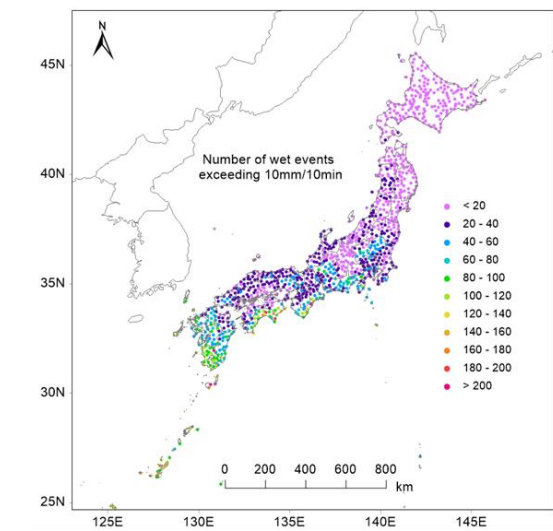 N
45N
40N
35N
30N
25N
Number of wet events
exceeding 10mm/10min
< 20
20 - 40
40 - 60
60 - 80
80 - 100
100 - 120
120 - 140
140 - 160
160 - 180
180 - 200
> 200
0 200 400 600 800
km
125E 130E 135E 140E 145E